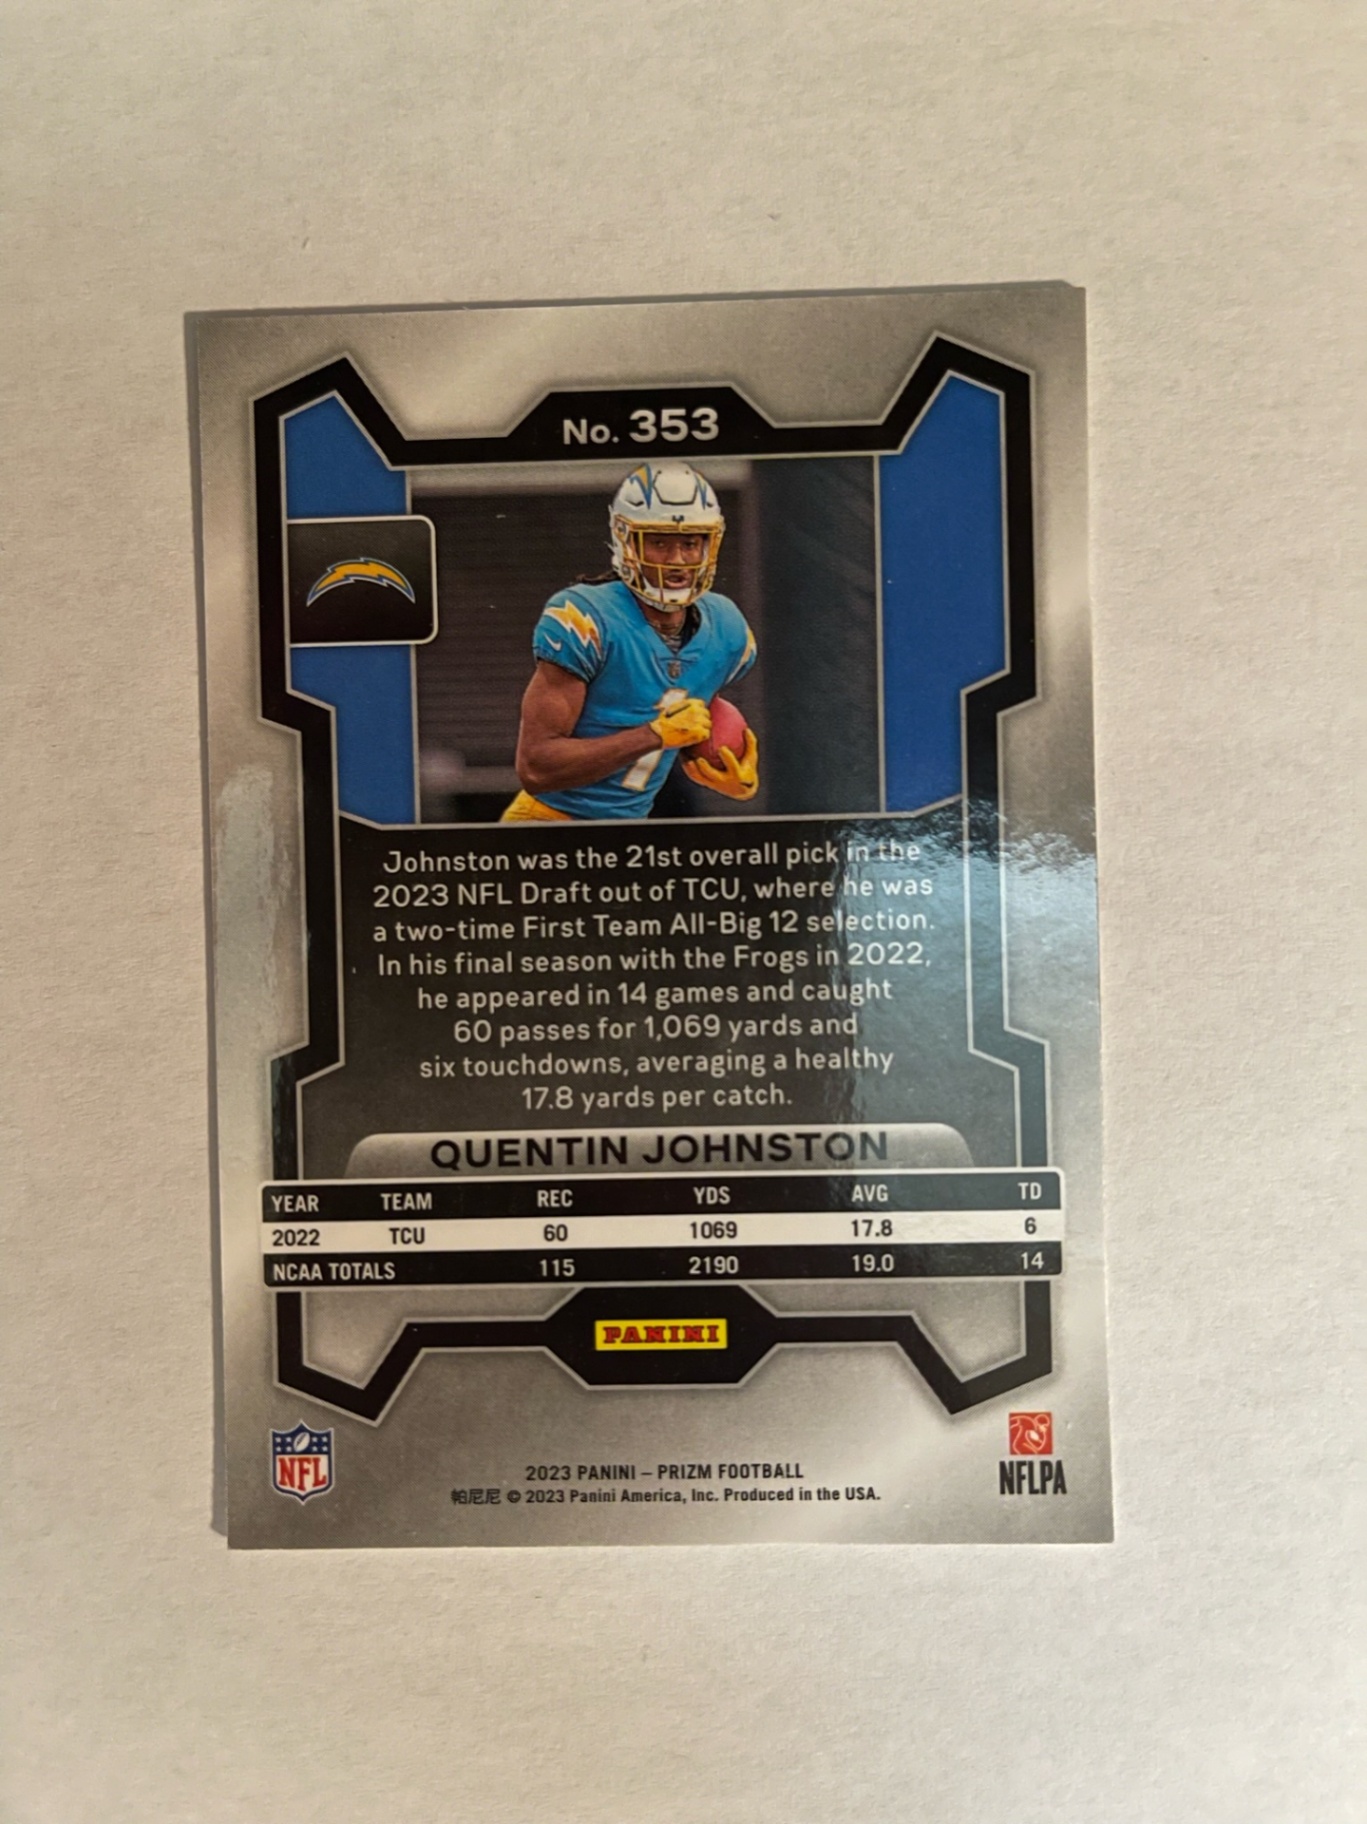 No. 353
1
Johnston was the 21st overall pick in the
2023 NFL Draft out of TCU, where he was
a two-time First Team All-Big 12 selection.
In his final season with the Frogs in 2022,
he appeared in 14 games and caught
60 passes for 1,069 yards and
six touchdowns, averaging a healthy
17.8 yards per catch.
QUENTIN JOHNSTON
YEAR TEAM REC YDS AVG TD
2022 TCU 60 1069 17.8 6
NCAA TOTALS 115 2190 19.0 14
PANINI
NFL
NFLPA
2023 PANINI – PRIZM FOOTBALL
帕尼尼 © 2023 Panini America, Inc. Produced in the USA.